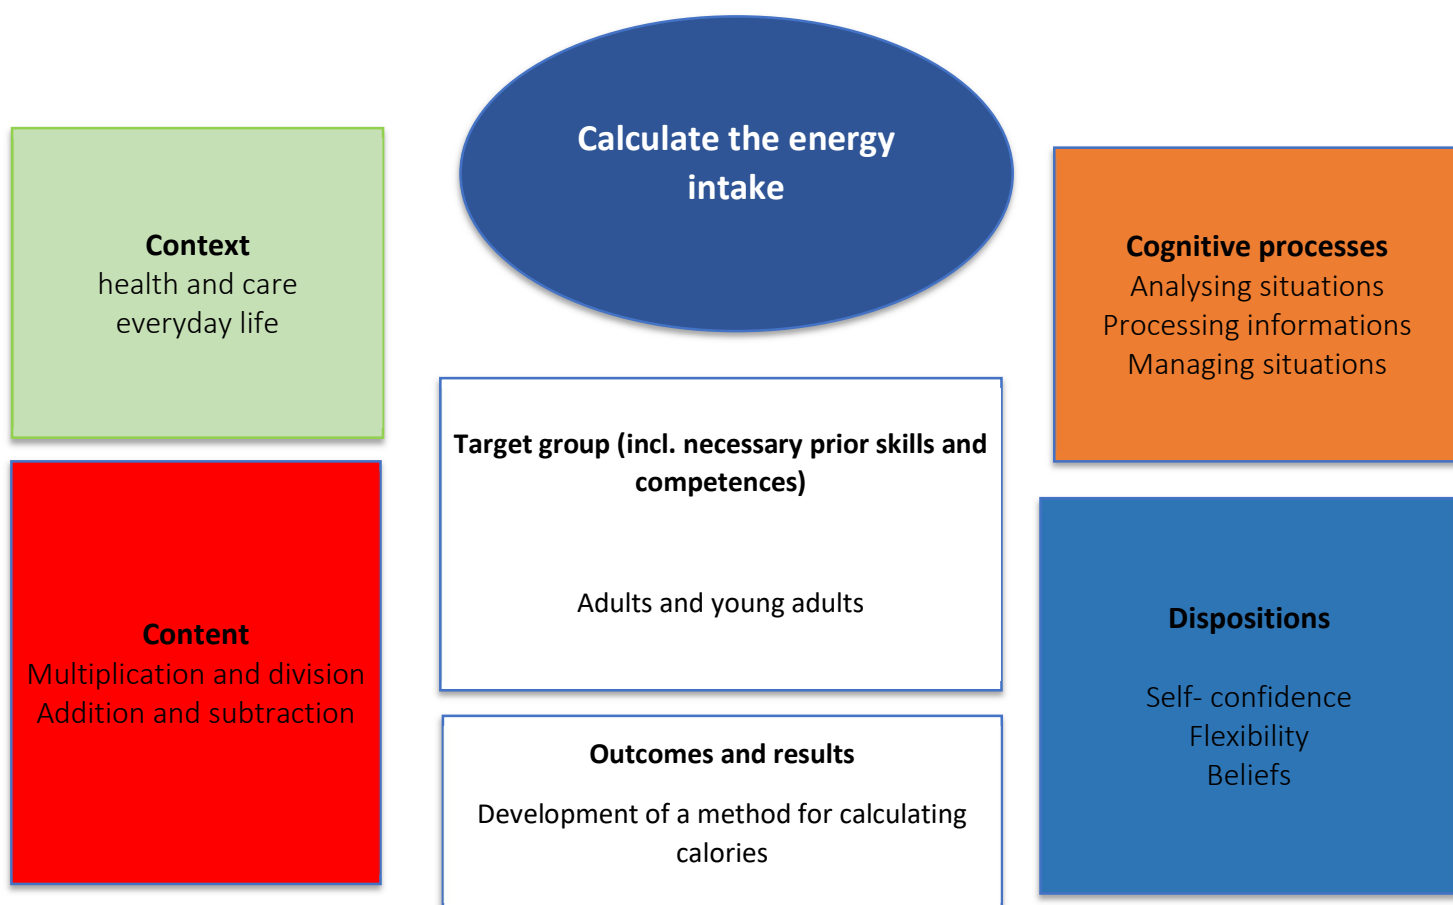 Calculate the energy
intake
Context
health and care
everyday life
Cognitive processes
Analysing situations
Processing informations
Managing situations
Target group (incl. necessary prior skills and
competences)
Adults and young adults
Content
Multiplication and division
Addition and subtraction
Dispositions
Self- confidence
Flexibility
Beliefs
Outcomes and results
Development of a method for calculating
calories